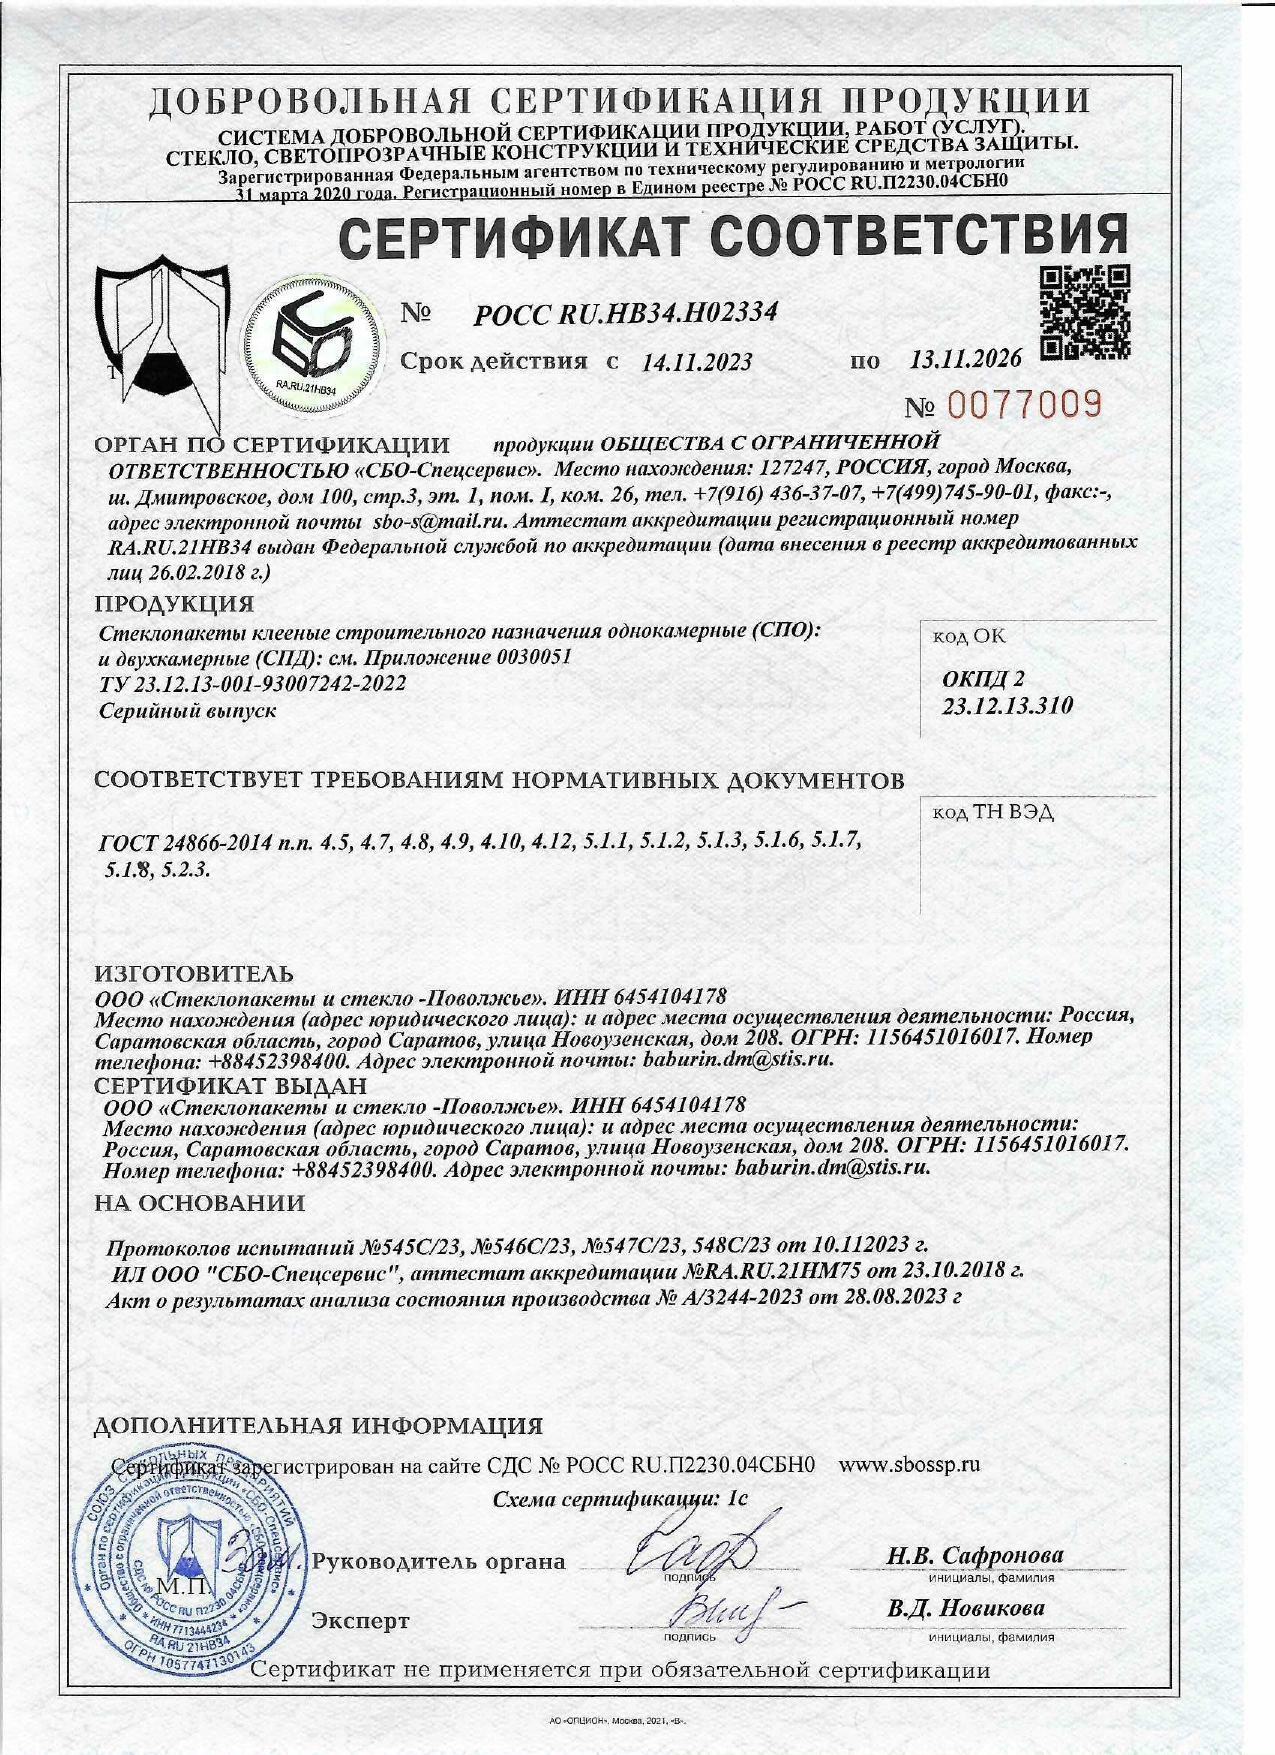 ДОБРОВОЛЬНАЯ СЕРТИФИКАЦИЯ ПРОДУКЦИИ
СИСТЕМА ДОБРОВОЛЬНОЙ СЕРТИФИКАЦИИ ПРОДУКЦИИ, РАБОТ (УСЛУГ).
СТЕКЛО, СВЕТОПРОЗРАЧНЫЕ КОНСТРУКЦИИ И ТЕХНИЧЕСКИЕ СРЕДСТВА ЗАЩИТЫ.
Зарегистрированная Федеральным агентством по техническому регулированию и метрологии
31 марта 2020 года. Регистрационный номер в Едином реестре № РОСС RU.П2230.04СБН0
СЕРТИФИКАТ СООТВЕТСТВИЯ
№ РОСС RU.НВ34.Н02334
Срок действия с 14.11.2023 по 13.11.2026
RA.RU.21НВ34
Т
№ 0077009
ОРГАН ПО СЕРТИФИКАЦИИ продукции ОБЩЕСТВА С ОГРАНИЧЕННОЙ
ОТВЕТСТВЕННОСТЬЮ «СБО-Спецсервис». Место нахождения: 127247, РОССИЯ, город Москва,
ш. Дмитровское, дом 100, стр.3, эт. 1, пом. I, ком. 26, тел. +7(916) 436-37-07, +7(499)745-90-01, факс:-,
адрес электронной почты sbo-s@mail.ru. Аттестат аккредитации регистрационный номер
RA.RU.21НВ34 выдан Федеральной службой по аккредитации (дата внесения в реестр аккредитованных
лиц 26.02.2018 г.)
ПРОДУКЦИЯ
Стеклопакеты клееные строительного назначения однокамерные (СПО):
и двухкамерные (СПД): см. Приложение 0030051
ТУ 23.12.13-001-93007242-2022
Серийный выпуск
код ОК
ОКПД 2
23.12.13.310
СООТВЕТСТВУЕТ ТРЕБОВАНИЯМ НОРМАТИВНЫХ ДОКУМЕНТОВ
код ТН ВЭД
ГОСТ 24866-2014 п.п. 4.5, 4.7, 4.8, 4.9, 4.10, 4.12, 5.1.1, 5.1.2, 5.1.3, 5.1.6, 5.1.7,
5.1.8, 5.2.3.
ИЗГОТОВИТЕЛЬ
ООО «Стеклопакеты и стекло -Поволжье». ИНН 6454104178
Место нахождения (адрес юридического лица): и адрес места осуществления деятельности: Россия,
Саратовская область, город Саратов, улица Новоузенская, дом 208. ОГРН: 1156451016017. Номер
телефона: +88452398400. Адрес электронной почты: baburin.dm@stis.ru.
СЕРТИФИКАТ ВЫДАН
ООО «Стеклопакеты и стекло -Поволжье». ИНН 6454104178
Место нахождения (адрес юридического лица): и адрес места осуществления деятельности:
Россия, Саратовская область, город Саратов, улица Новоузенская, дом 208. ОГРН: 1156451016017.
Номер телефона: +88452398400. Адрес электронной почты: baburin.dm@stis.ru.
НА ОСНОВАНИИ
Протоколов испытаний №545С/23, №546С/23, №547С/23, 548С/23 от 10.112023 г.
ИЛ ООО "СБО-Спецсервис", аттестат аккредитации №RA.RU.21НМ75 от 23.10.2018 г.
Акт о результатах анализа состояния производства № А/3244-2023 от 28.08.2023 г
ДОПОЛНИТЕЛЬНАЯ ИНФОРМАЦИЯ
Сертификат зарегистрирован на сайте СДС № РОСС RU.П2230.04СБН0 www.sbossp.ru
Схема сертификации: 1с
М.П.
Руководитель органа
подпись
Н.В. Сафронова
инициалы, фамилия
Эксперт
подпись
В.Д. Новикова
инициалы, фамилия
СДС № РОСС RU П2230 04СБН0
ИНН 7713444234
RA.RU 21НВ34
ОГРН 1057747130143
Сертификат не применяется при обязательной сертификации
АО «ОПЦИОН», Москва, 2021, «В».